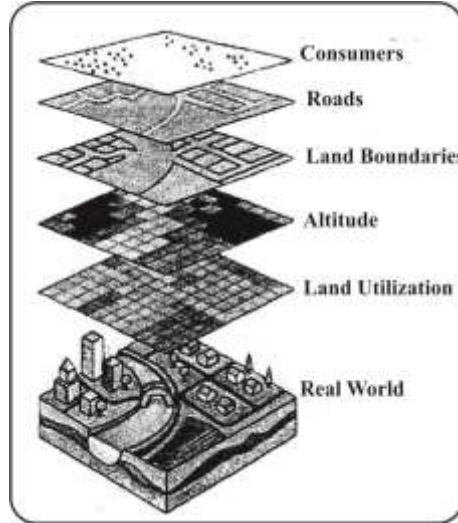 Consumers
Roads
Land Boundaries
Altitude
Land Utilization
Real World